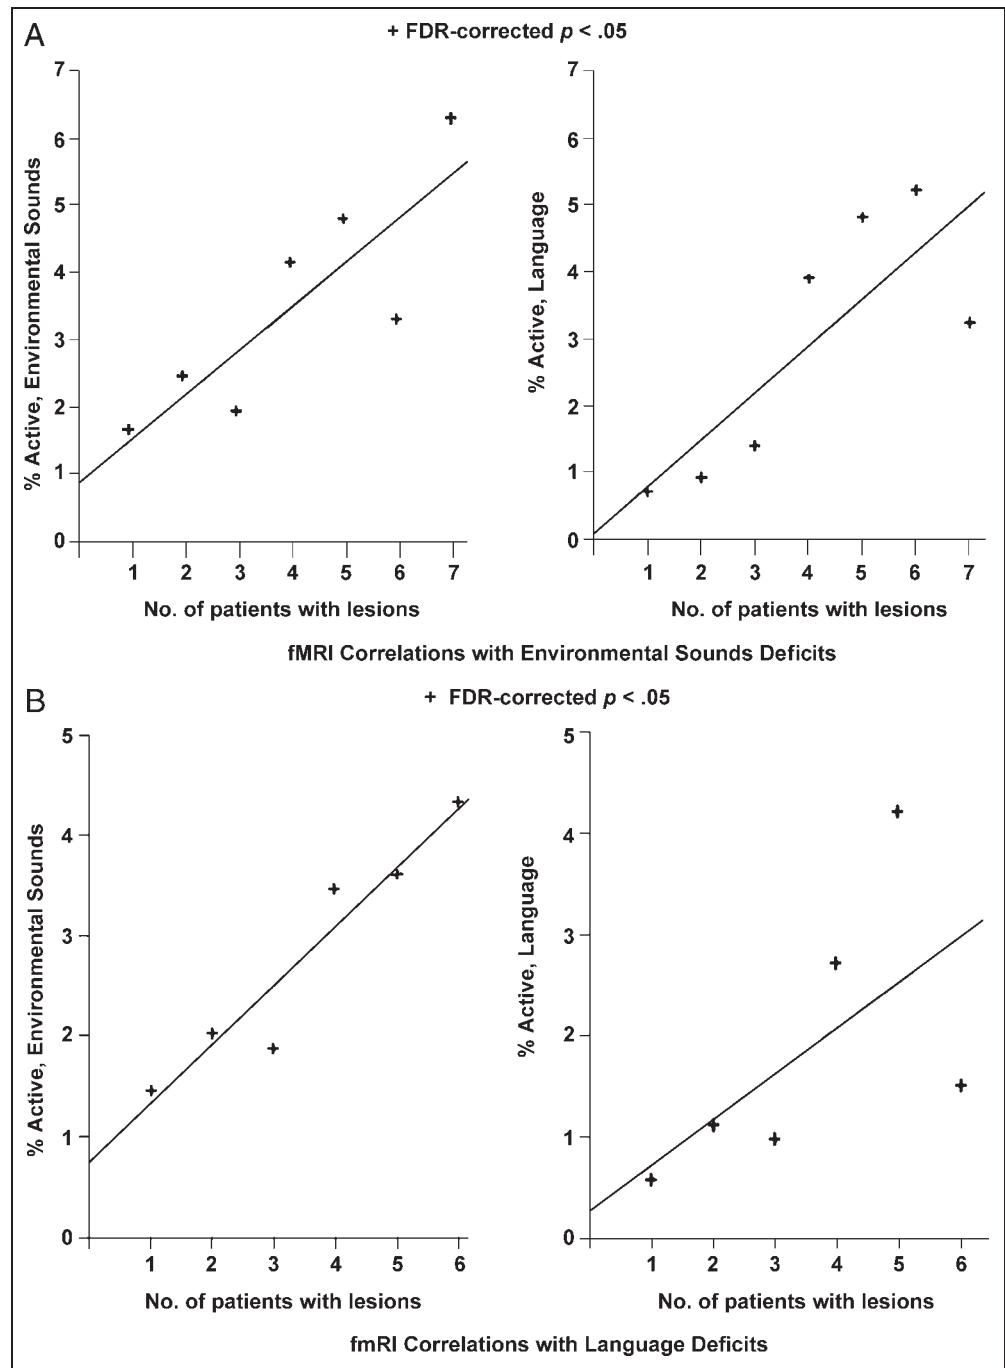 A
+ FDR-corrected p < .05
% Active, Environmental Sounds
7
6
5
4
3
2
1
0
1 2 3 4 5 6 7
No. of patients with lesions
% Active, Language
7
6
5
4
3
2
1
0
1 2 3 4 5 6 7
No. of patients with lesions
fMRI Correlations with Environmental Sounds Deficits
B
+ FDR-corrected p < .05
% Active, Environmental Sounds
5
4
3
2
1
0
1 2 3 4 5 6
No. of patients with lesions
% Active, Language
5
4
3
2
1
0
1 2 3 4 5 6
No. of patients with lesions
fmRI Correlations with Language Deficits